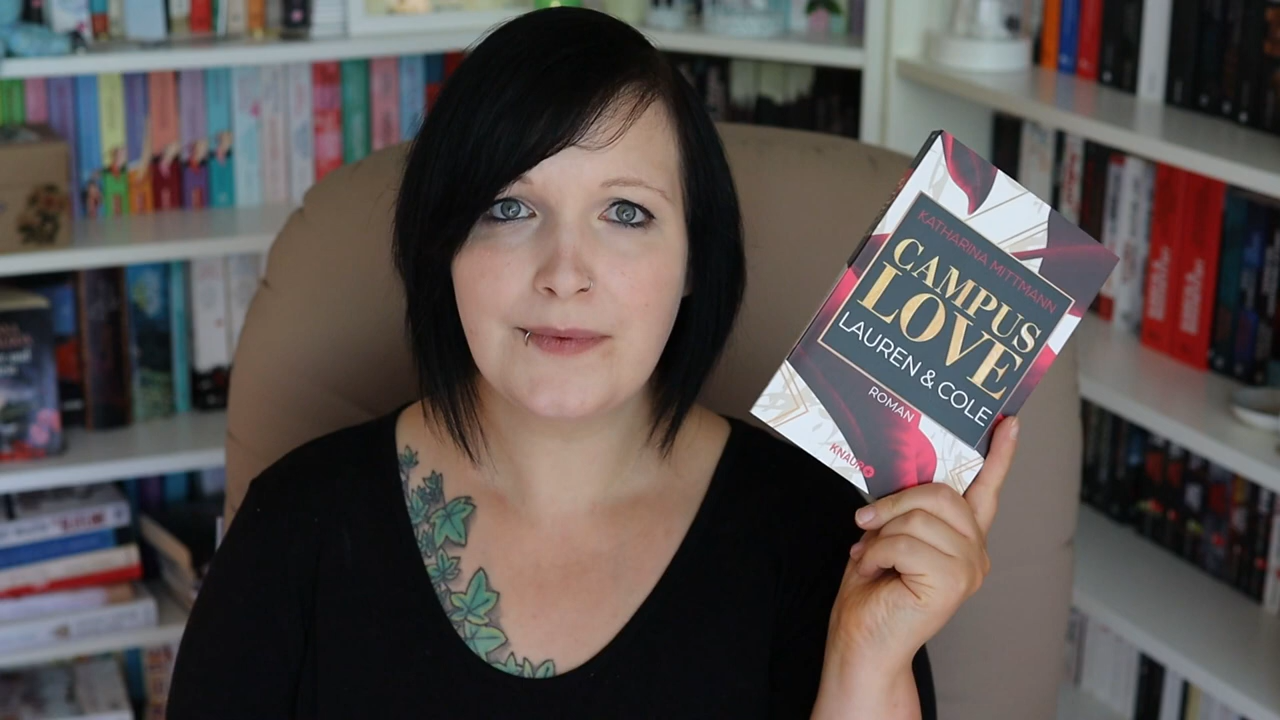 KATHARINA MITTMANN
CAMPUS
LOVE
LAUREN & COLE
ROMAN
KNAUR